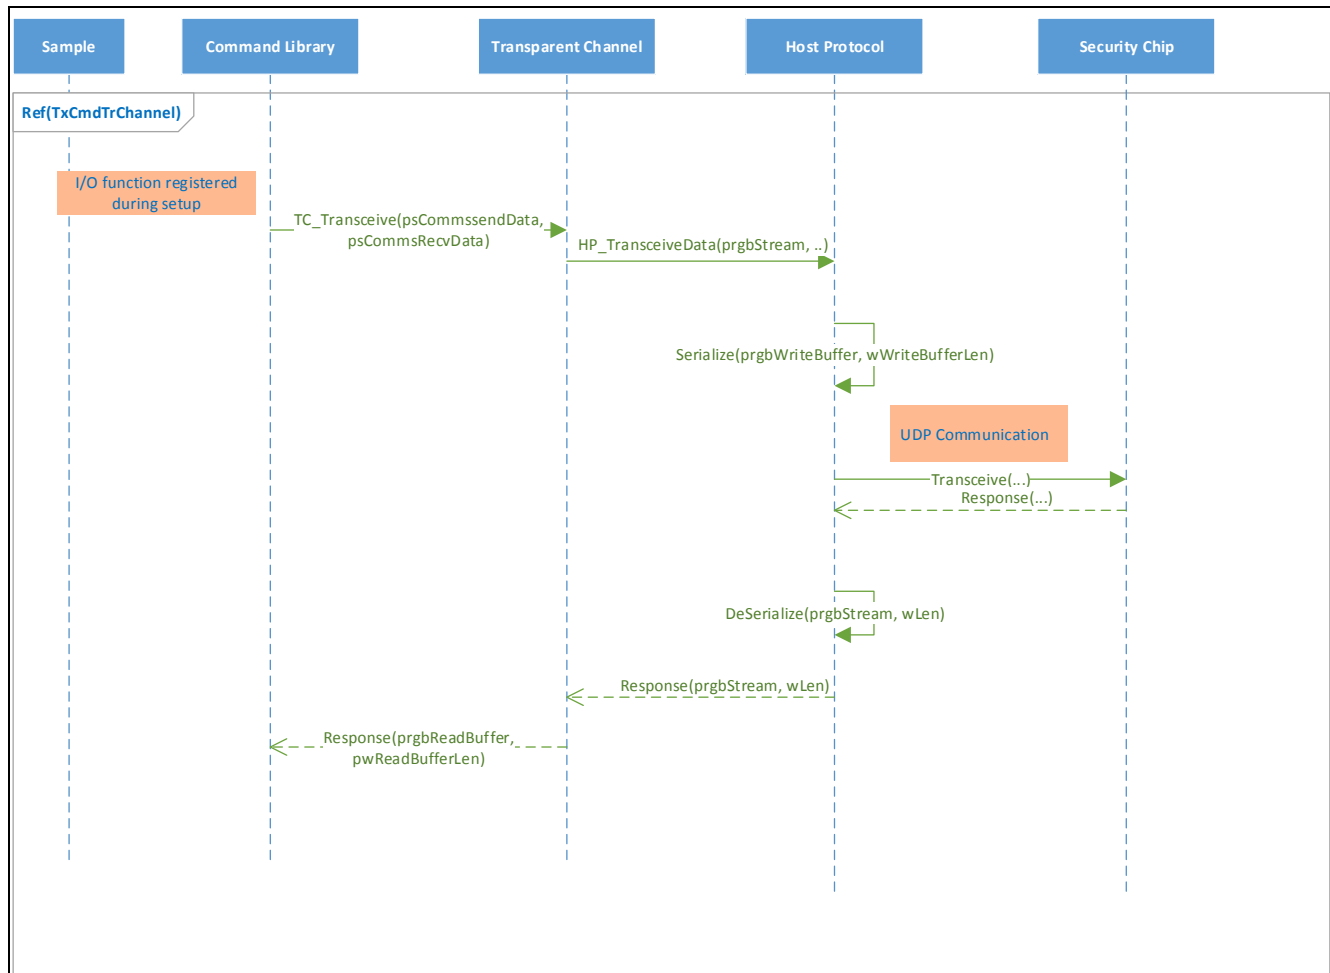 Sample
Command Library
Transparent Channel
Host Protocol
Security Chip
Ref(TxCmdTrChannel)
I/O function registered
during setup
TC_Transceive(psCommssendData,
psCommsRecvData)
HP_TransceiveData(prgbStream, ..)
Serialize(prgbWriteBuffer, wWriteBufferLen)
UDP Communication
Transceive(...)
Response(...)
DeSerialize(prgbStream, wLen)
Response(prgbStream, wLen)
Response(prgbReadBuffer,
pwReadBufferLen)